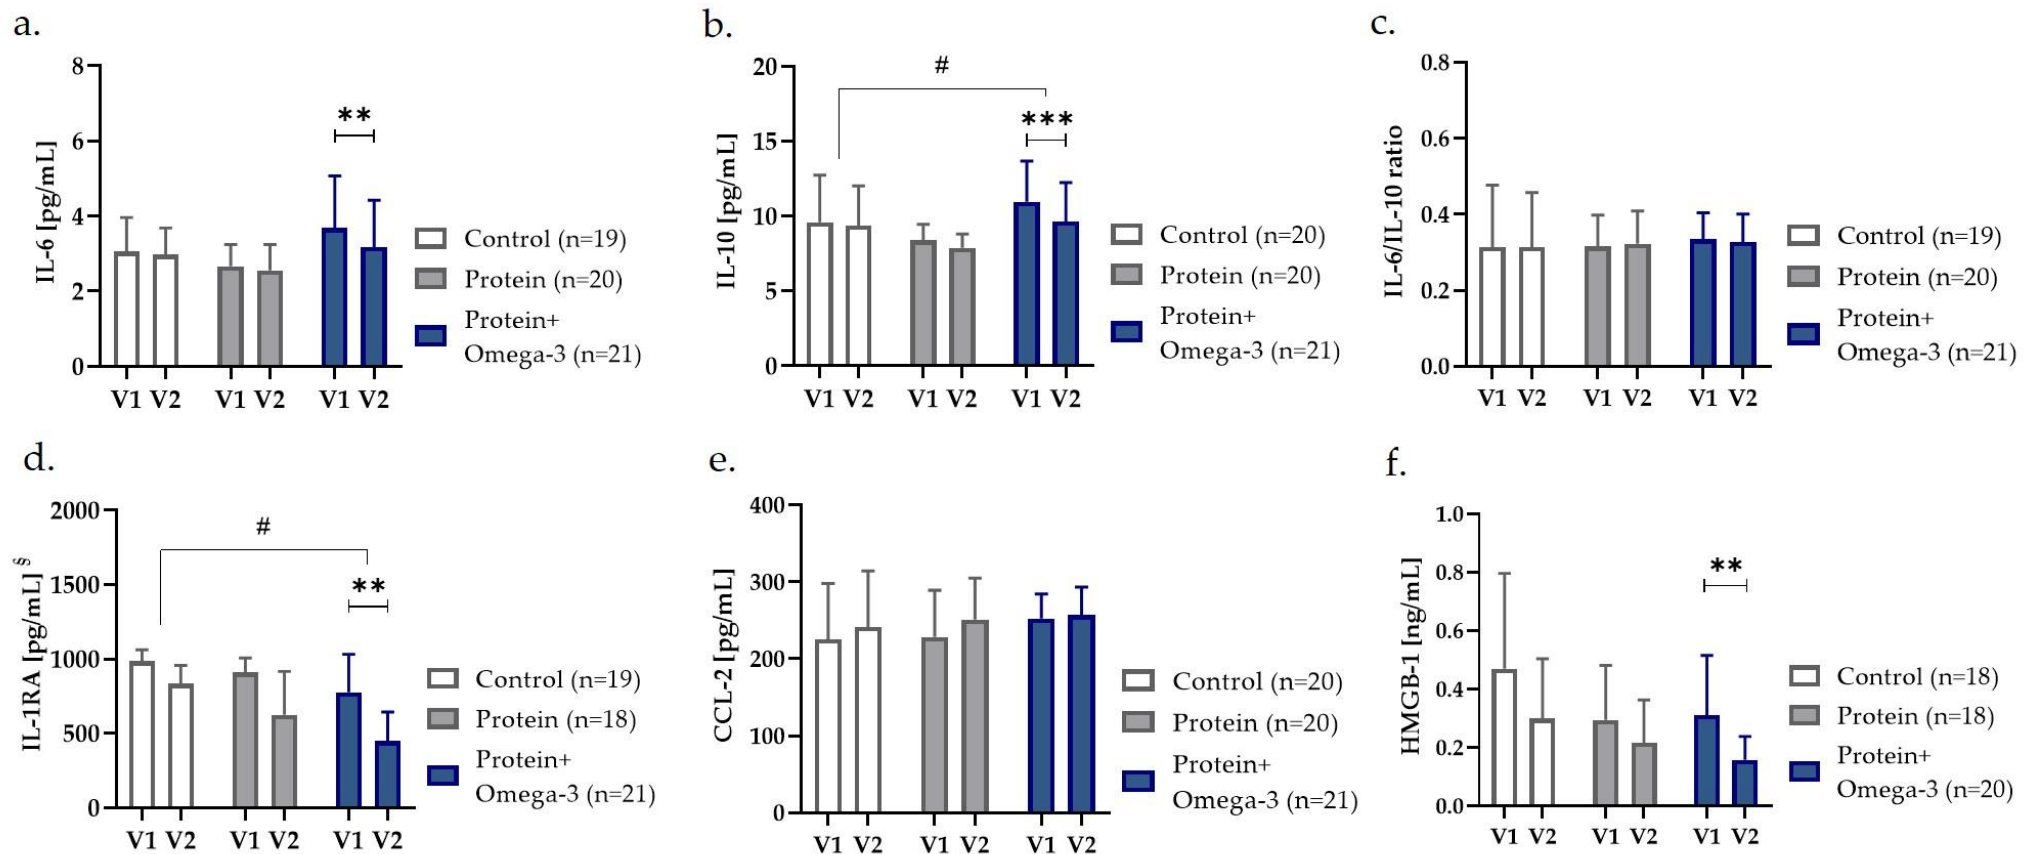 a.
8
6
4
2
0
IL-6 [pg/mL]
**
V1 V2 V1 V2 V1 V2
Control (n=19)
Protein (n=20)
Protein+
Omega-3 (n=21)
b.
20
15
10
5
0
IL-10 [pg/mL]
#
***
V1 V2 V1 V2 V1 V2
Control (n=20)
Protein (n=20)
Protein+
Omega-3 (n=21)
c.
0.8
0.6
0.4
0.2
0.0
IL-6/IL-10 ratio
V1 V2 V1 V2 V1 V2
Control (n=19)
Protein (n=20)
Protein+
Omega-3 (n=21)
d.
2000
1500
1000
500
0
IL-1RA [pg/mL] §
#
**
V1 V2 V1 V2 V1 V2
Control (n=19)
Protein (n=18)
Protein+
Omega-3 (n=21)
e.
400
300
200
100
0
CCL-2 [pg/mL]
V1 V2 V1 V2 V1 V2
Control (n=20)
Protein (n=20)
Protein+
Omega-3 (n=21)
f.
1.0
0.8
0.6
0.4
0.2
0.0
HMGB-1 [ng/mL]
**
V1 V2 V1 V2 V1 V2
Control (n=18)
Protein (n=18)
Protein+
Omega-3 (n=20)